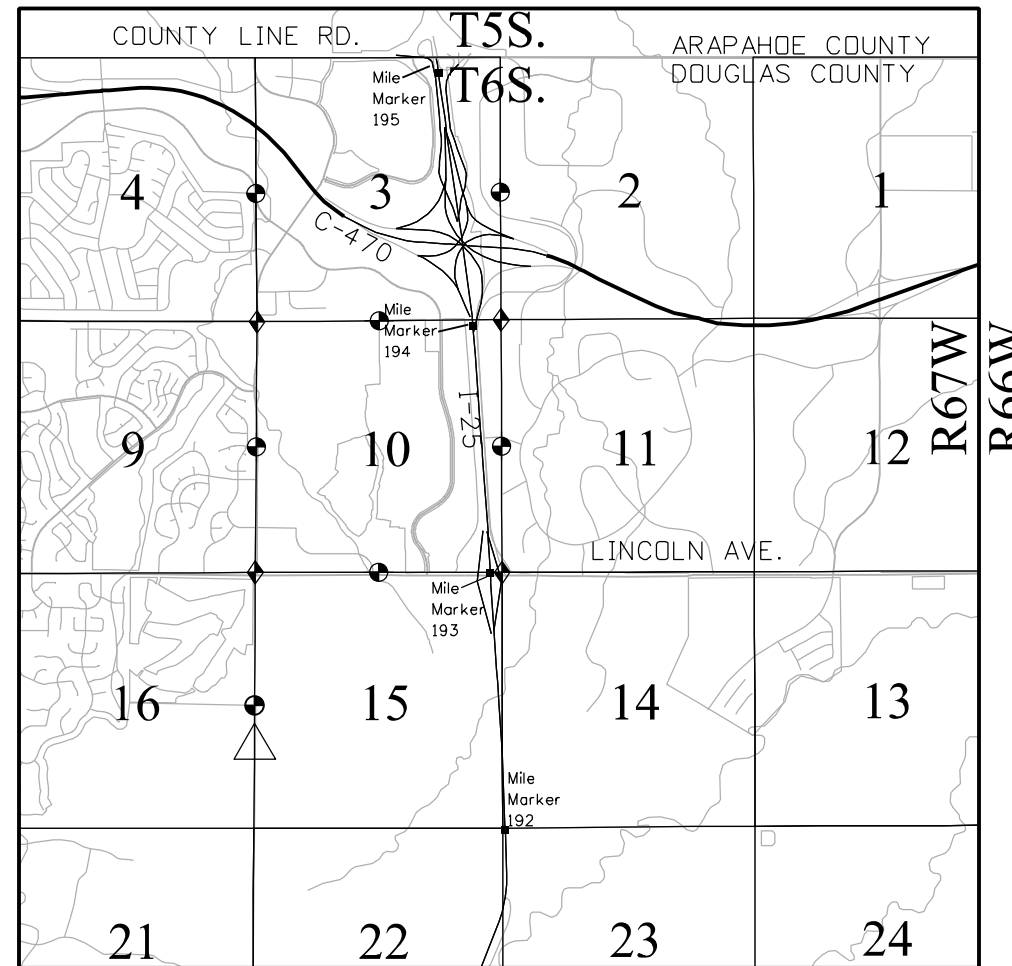 COUNTY LINE RD.
T5S.
ARAPAHOE COUNTY
T6S.
DOUGLAS COUNTY
Mile
Marker
195
4
3
2
1
C-470
Mile
Marker
194
R67W
R66W
I-25
9
10
11
12
LINCOLN AVE.
Mile
Marker
193
16
15
14
13
Mile
Marker
192
21
22
23
24